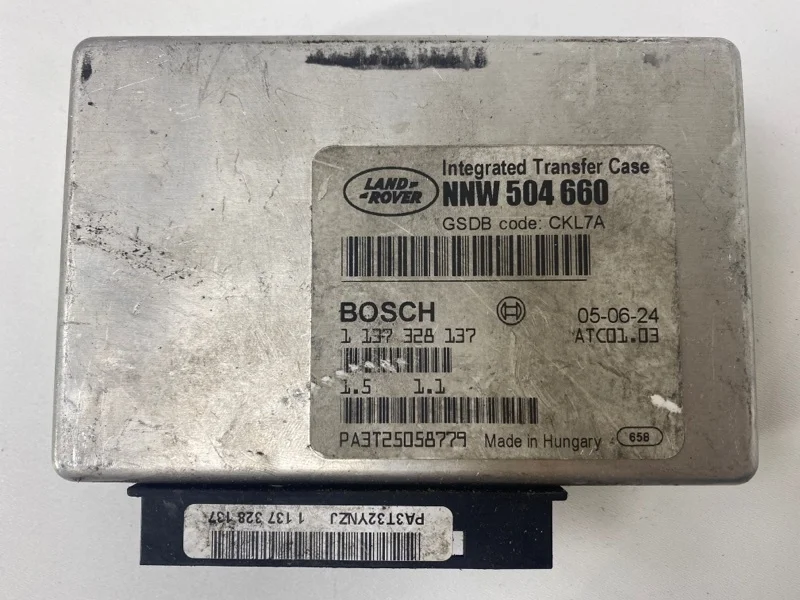 LAND-
-ROVER
Integrated Transfer Case
NNW 504 660
GSDB code: CKL7A
BOSCH
05-06-24
1 137 328 137
ATC01.03
1.5 1.1
PA3T25058779
Made in Hungary
658
PA3T32YNZJ
1 137 328 137